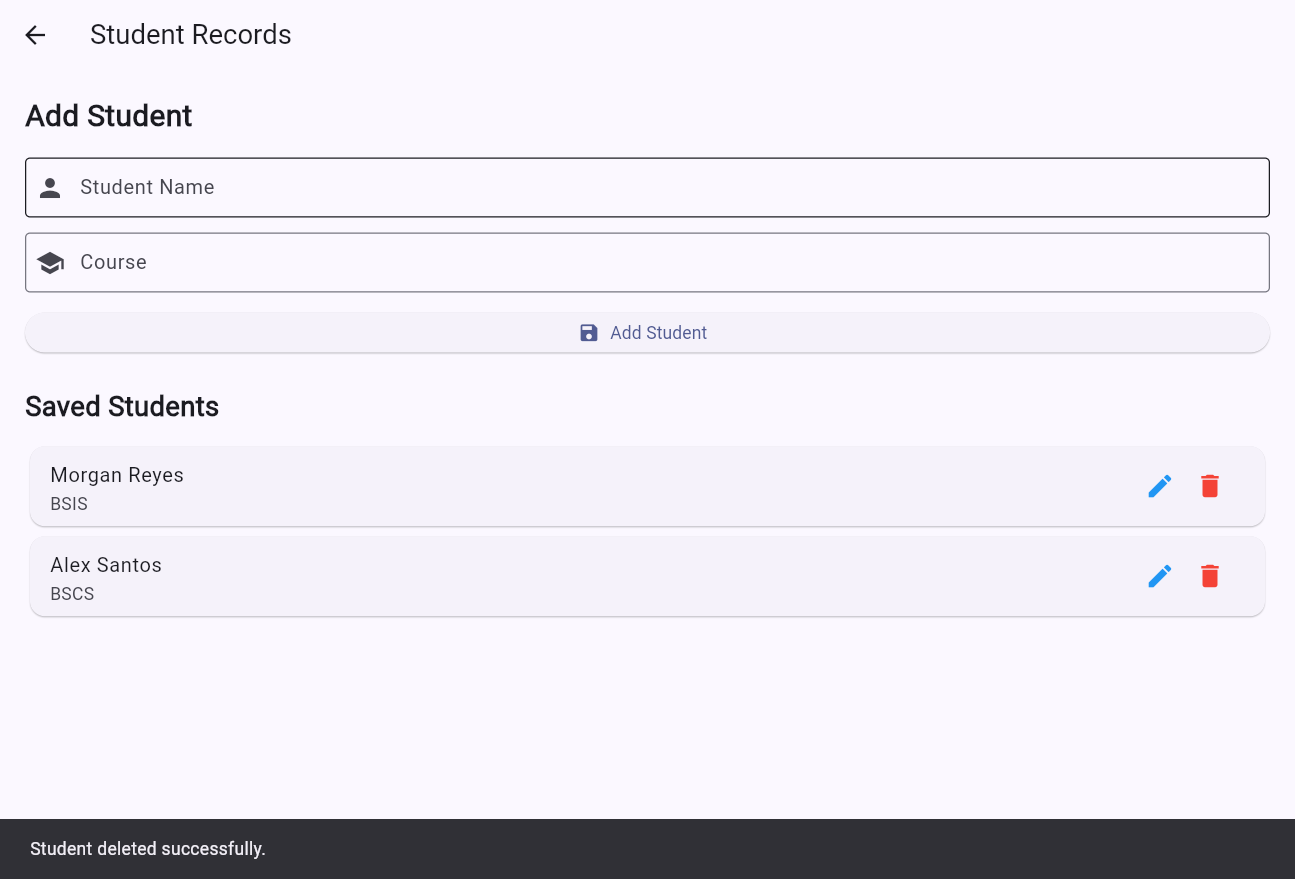 Student Records
Add Student
Student Name
Course
Add Student
Saved Students
Morgan Reyes
BSIS
Alex Santos
BSCS
Student deleted successfully.